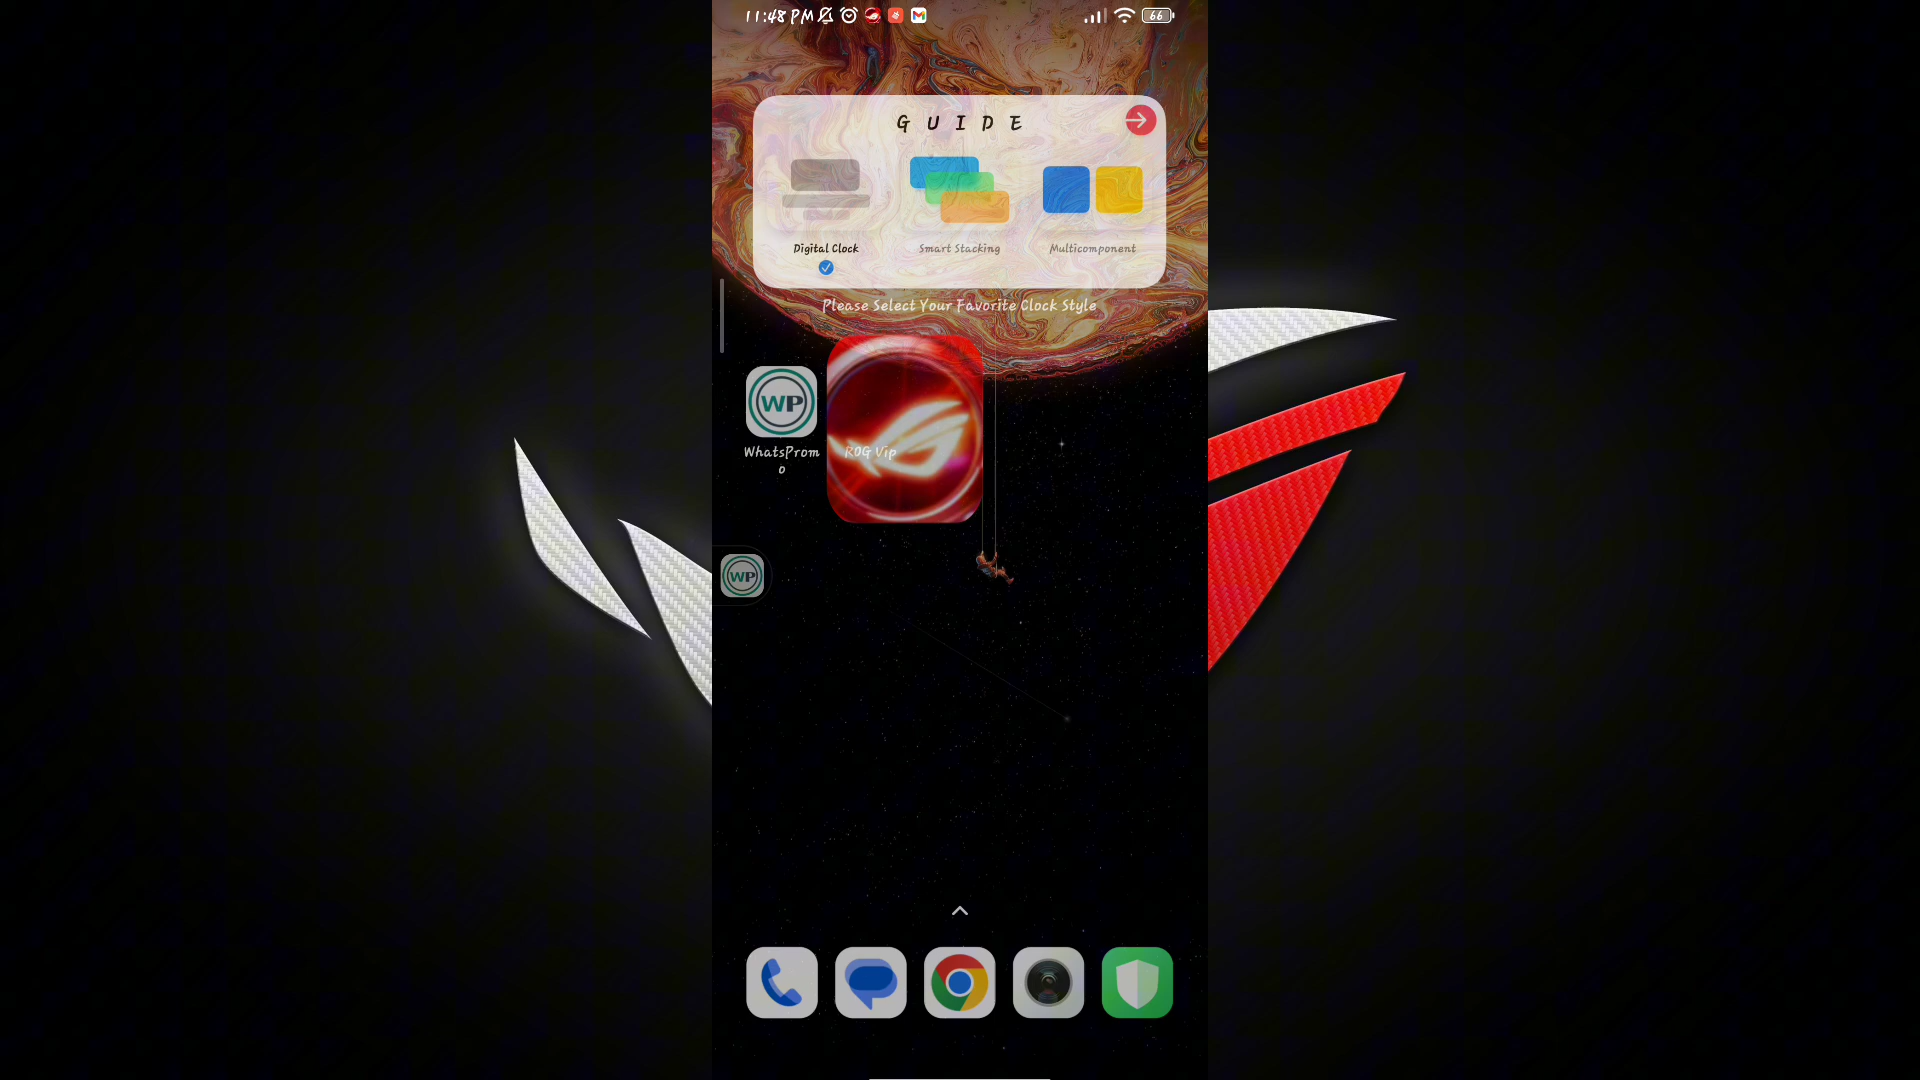 11:48 PM
66
GUIDE
Digital Clock
Smart Stacking
Multicomponent
Please Select Your Favorite Clock Style
WP
WhatsProm
o
ROG Vip
WP